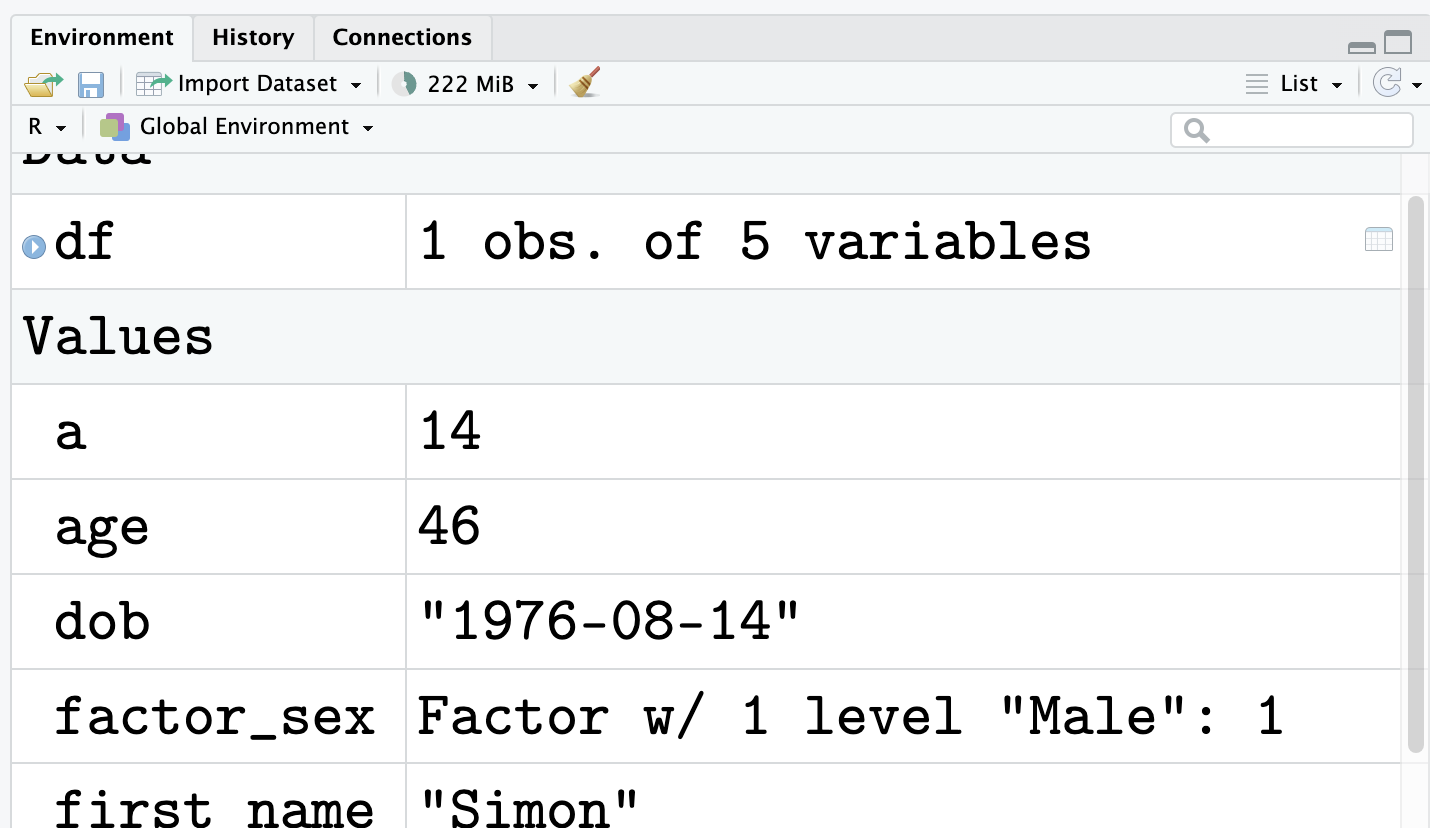 Environment History Connections
Import Dataset 222 MiB List
R Global Environment
Data
df 1 obs. of 5 variables
Values
a 14
age 46
dob "1976-08-14"
factor_sex Factor w/ 1 level "Male": 1
first_name "Simon"